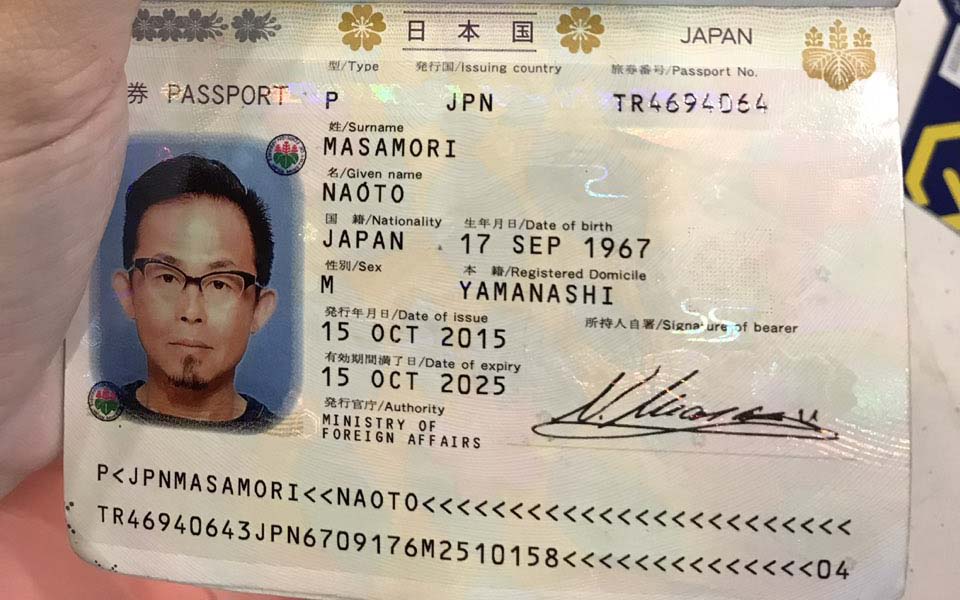 日本国 JAPAN
型/Type 発行国/Issuing country 旅券番号/Passport No.
券 PASSPORT P JPN TR4694064
姓/Surname
MASAMORI
名/Given name
NAOTO
国 籍/Nationality 生年月日/Date of birth
JAPAN 17 SEP 1967
性別/Sex 本 籍/Registered Domicile
M YAMANASHI
発行年月日/Date of issue 所持人自署/Signature of bearer
15 OCT 2015
有効期間満了日/Date of expiry
15 OCT 2025
発行官庁/Authority
MINISTRY OF
FOREIGN AFFAIRS
P<JPNMASAMORI<<NAOTO<<<<<<<<<<<<<<<<<<<<<<<<
TR46940643JPN6709176M2510158<<<<<<<<<<<<<<04